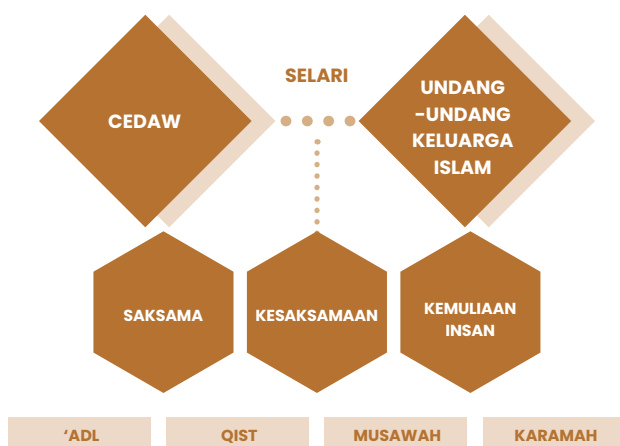 SELARI
CEDAW
UNDANG
-UNDANG
KELUARGA
ISLAM
SAKSAMA
KESAKSAMAAN
KEMULIAAN
INSAN
‘ADL
QIST
MUSAWAH
KARAMAH